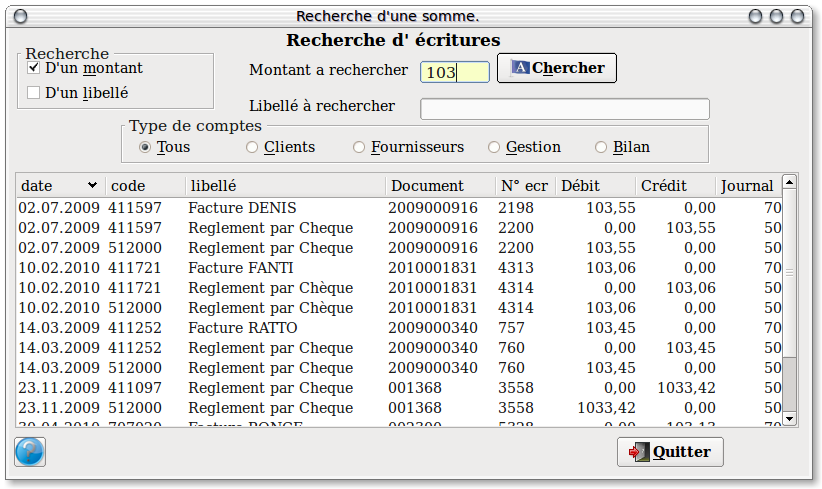 Recherche d'une somme.
Recherche d' écritures
Recherche
D'un montant
D'un libellé
Montant a rechercher 103 Chercher
Libellé à rechercher
Type de comptes
Tous Clients Fournisseurs Gestion Bilan
date code libellé Document N° ecr Débit Crédit Journal
02.07.2009 411597 Facture DENIS 2009000916 2198 103,55 0,00 70
02.07.2009 411597 Reglement par Cheque 2009000916 2200 0,00 103,55 50
02.07.2009 512000 Reglement par Cheque 2009000916 2200 103,55 0,00 50
10.02.2010 411721 Facture FANTI 2010001831 4313 103,06 0,00 70
10.02.2010 411721 Reglement par Chèque 2010001831 4314 0,00 103,06 50
10.02.2010 512000 Reglement par Chèque 2010001831 4314 103,06 0,00 50
14.03.2009 411252 Facture RATTO 2009000340 757 103,45 0,00 70
14.03.2009 411252 Reglement par Cheque 2009000340 760 0,00 103,45 50
14.03.2009 512000 Reglement par Cheque 2009000340 760 103,45 0,00 50
23.11.2009 411097 Reglement par Cheque 001368 3558 0,00 1033,42 50
23.11.2009 512000 Reglement par Cheque 001368 3558 1033,42 0,00 50
Quitter